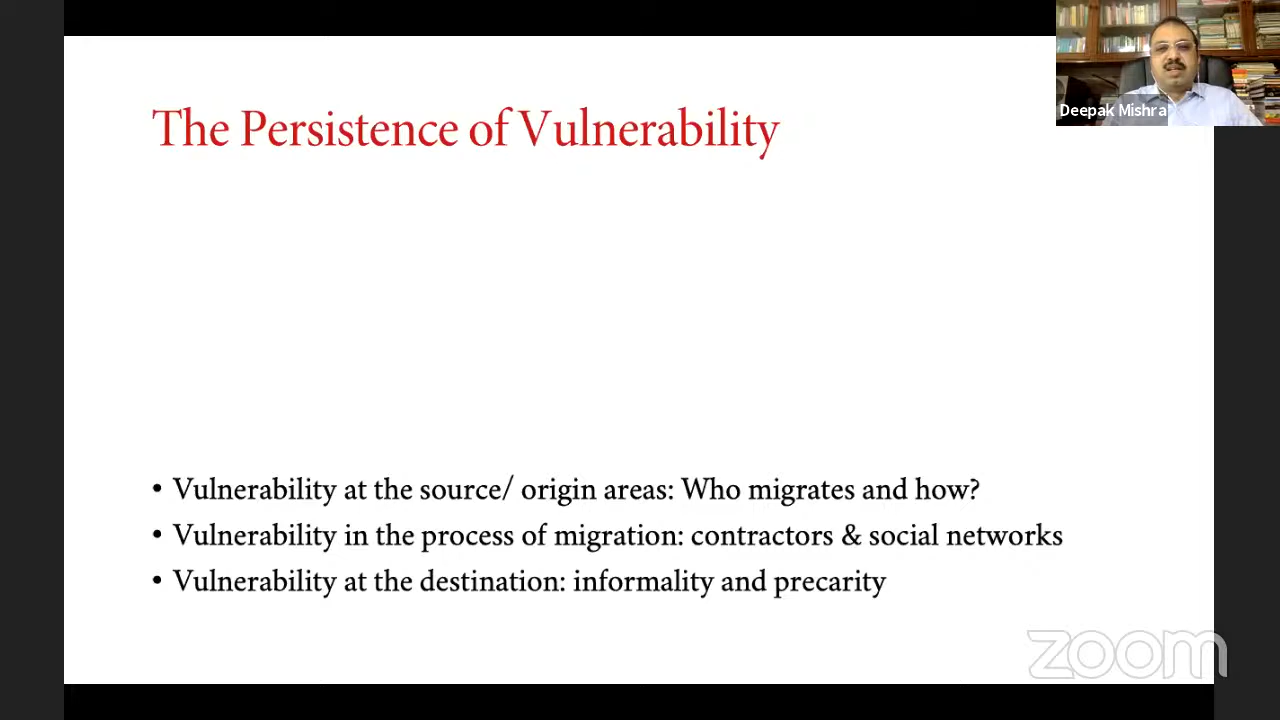 Deepak Mishra
The Persistence of Vulnerability
• Vulnerability at the source/ origin areas: Who migrates and how?
• Vulnerability in the process of migration: contractors & social networks
• Vulnerability at the destination: informality and precarity
zoom